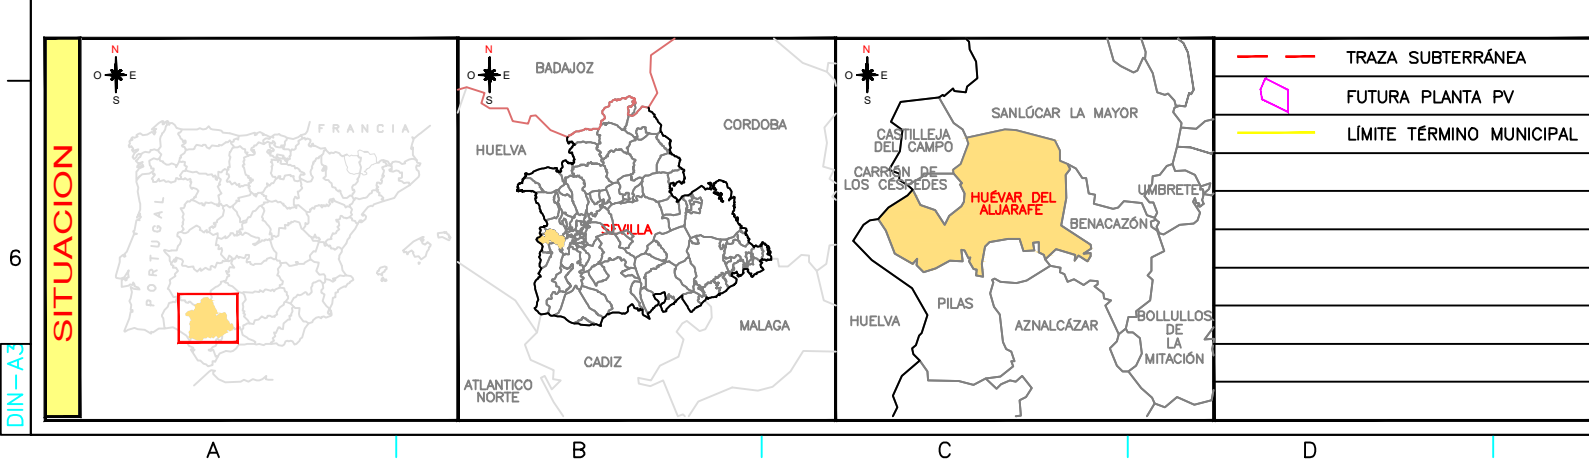 SITUACION
N
O E
S
FRANCIA
PORTUGAL
N
O E
S
BADAJOZ
CORDOBA
HUELVA
SEVILLA
MALAGA
CADIZ
ATLANTICO
NORTE
N
O E
S
SANLÚCAR LA MAYOR
CASTILLEJA
DEL CAMPO
CARRIÓN DE
LOS CÉSPEDES
HUÉVAR DEL
ALJARAFE
UMBRETE
BENACAZÓN
PILAS
HUELVA
AZNALCÁZAR
BOLLULLOS
DE
LA
MITACIÓN
TRAZA SUBTERRÁNEA
FUTURA PLANTA PV
LÍMITE TÉRMINO MUNICIPAL
6
DIN-A3
A
B
C
D